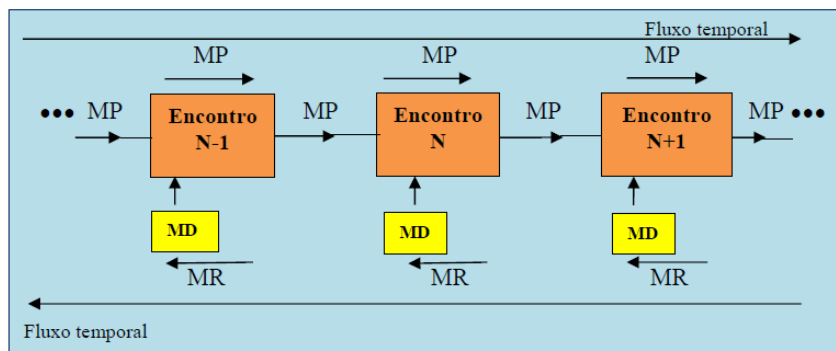 Fluxo temporal
MP MP MP
••• MP Encontro N-1 MP Encontro N MP Encontro N+1 MP •••
MD MD MD
MR MR MR
Fluxo temporal